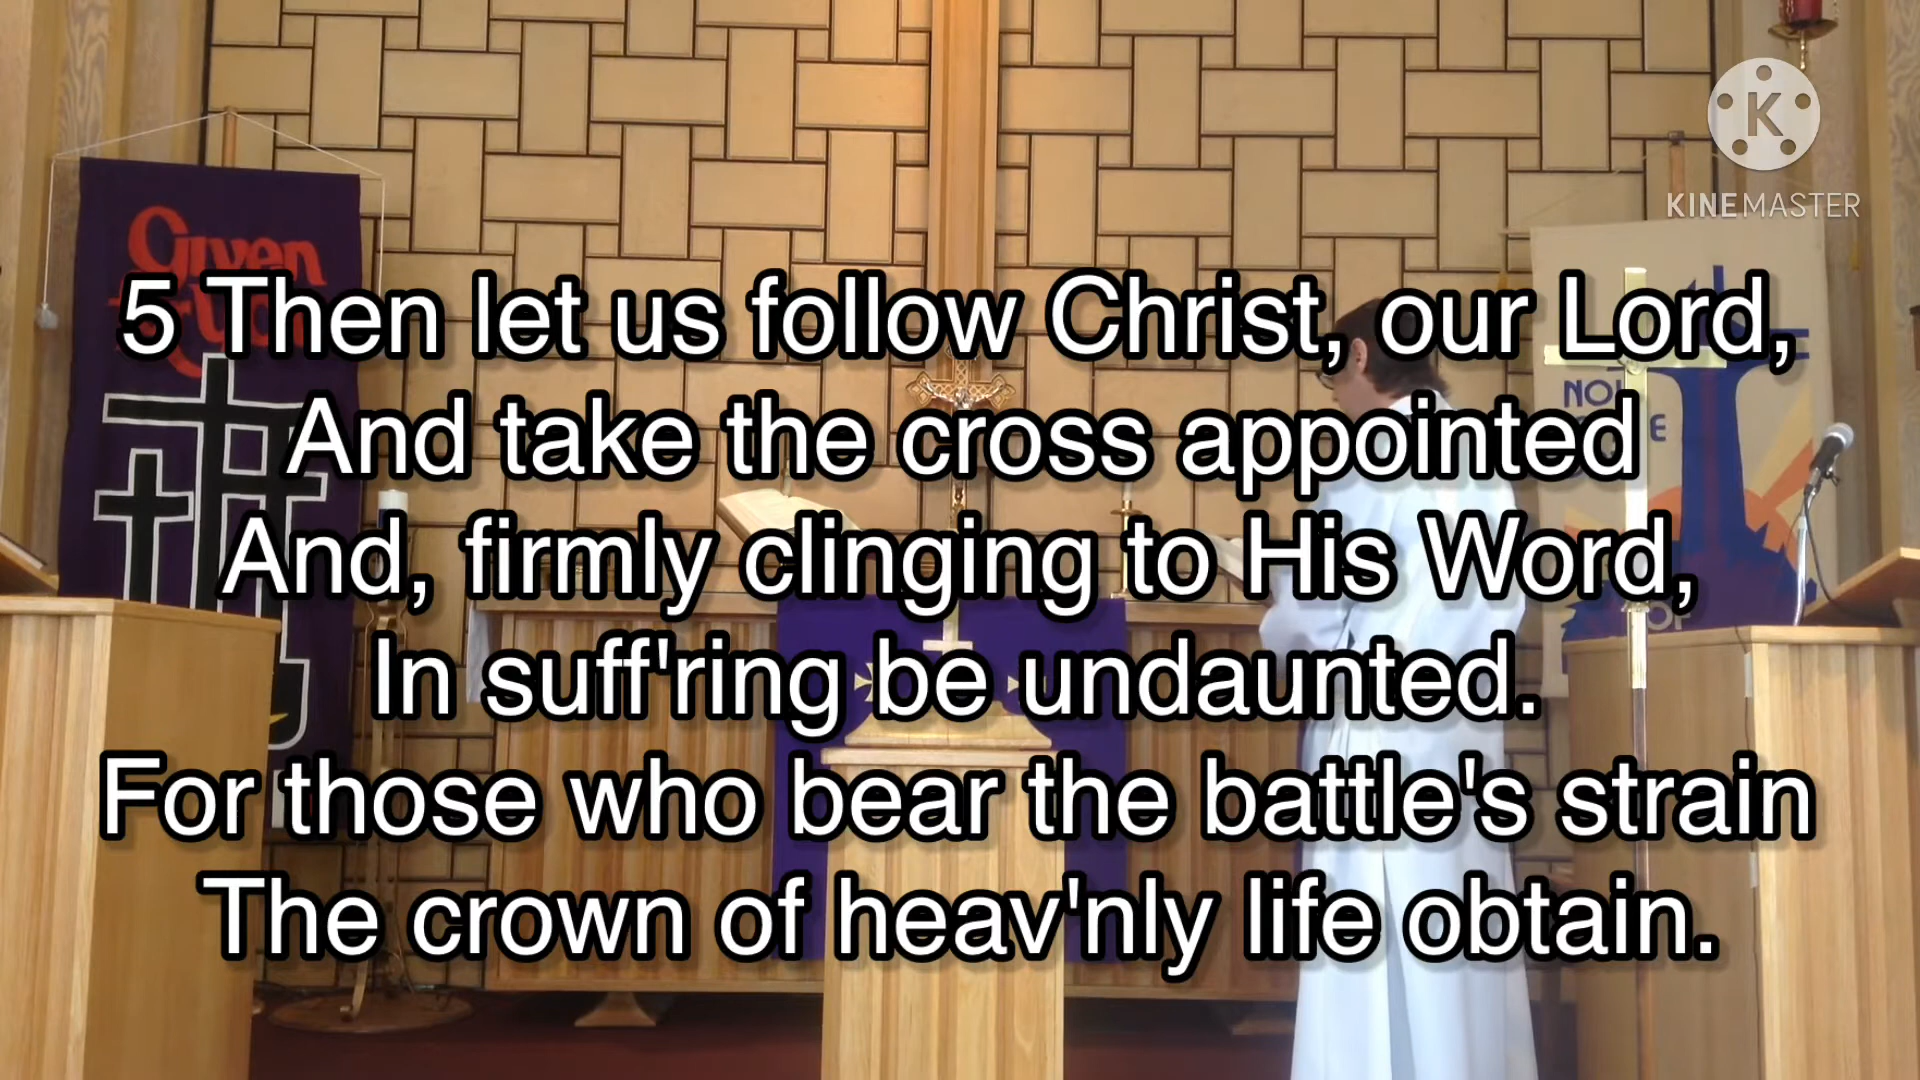 K
KINEMASTER
Given
5 Then let us follow Christ, our Lord,
And take the cross appointed
And, firmly clinging to His Word,
In suff'ring be undaunted.
For those who bear the battle's strain
The crown of heav'nly life obtain.